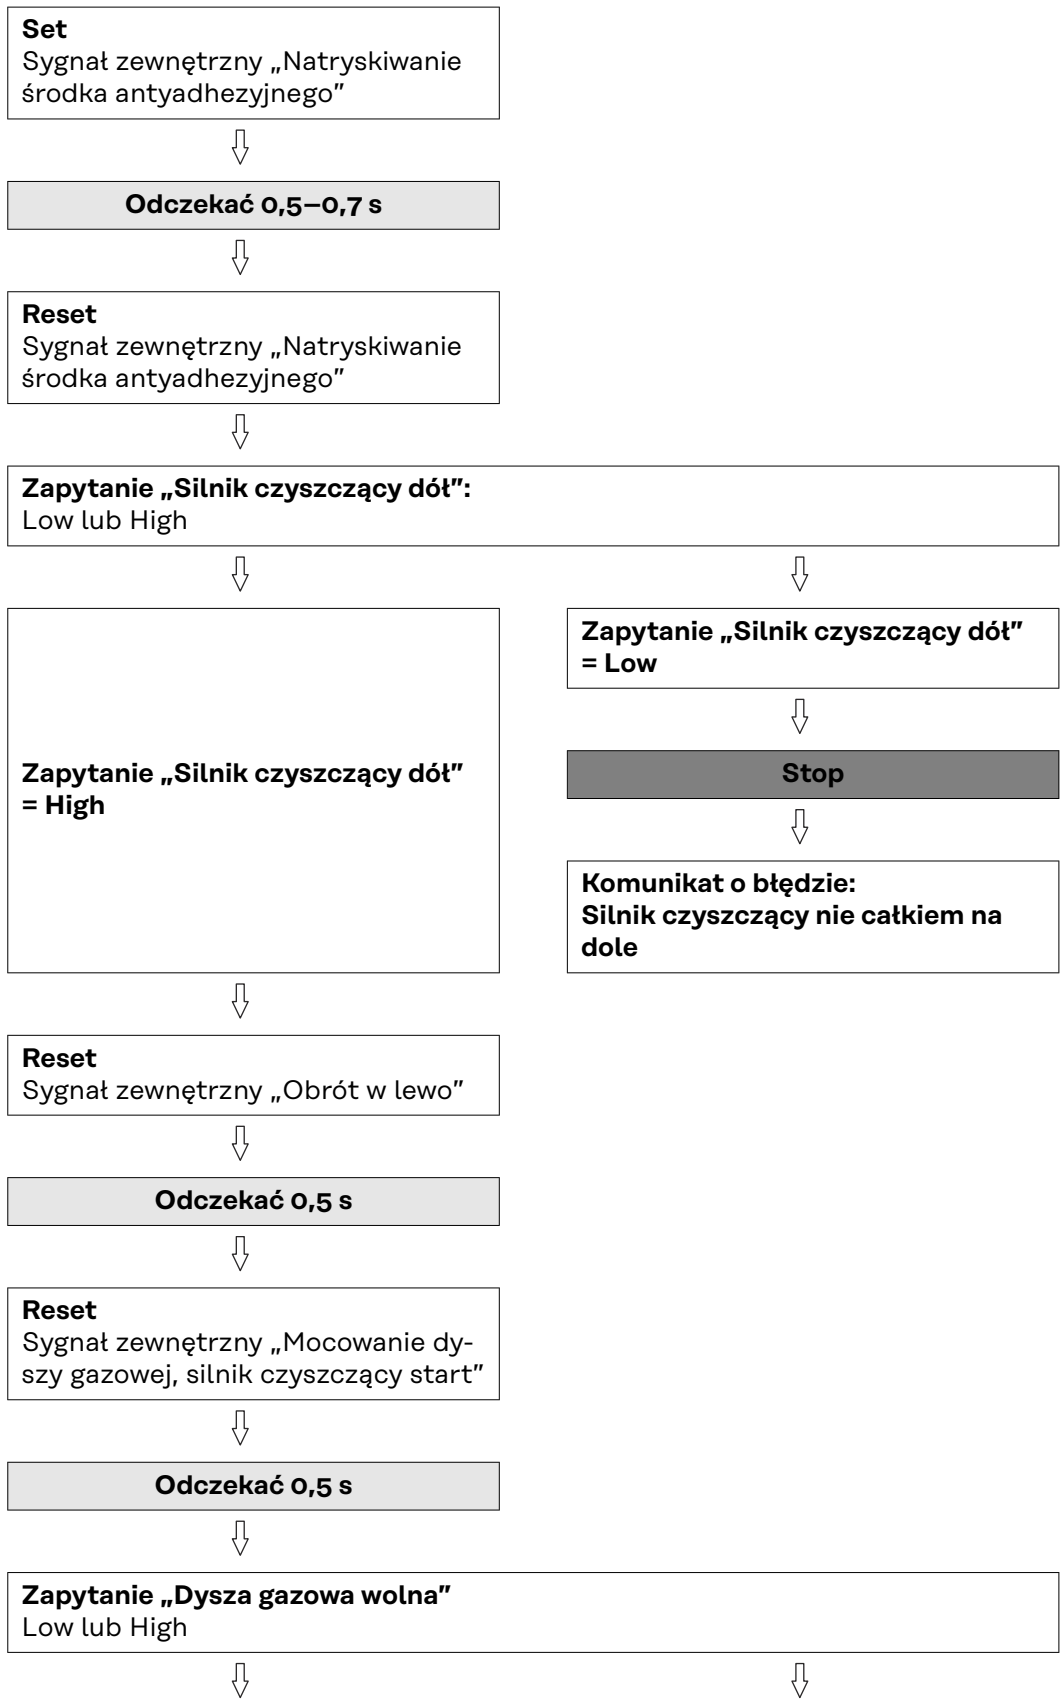 Set
Sygnał zewnętrzny „Natryskiwanie
środka antyadhezyjnego”
Odczekać 0,5–0,7 s
Reset
Sygnał zewnętrzny „Natryskiwanie
środka antyadhezyjnego”
Zapytanie „Silnik czyszczący dół”:
Low lub High
Zapytanie „Silnik czyszczący dół”
= High
Zapytanie „Silnik czyszczący dół”
= Low
Stop
Komunikat o błędzie:
Silnik czyszczący nie całkiem na
dole
Reset
Sygnał zewnętrzny „Obrót w lewo”
Odczekać 0,5 s
Reset
Sygnał zewnętrzny „Mocowanie dy-
szy gazowej, silnik czyszczący start”
Odczekać 0,5 s
Zapytanie „Dysza gazowa wolna”
Low lub High